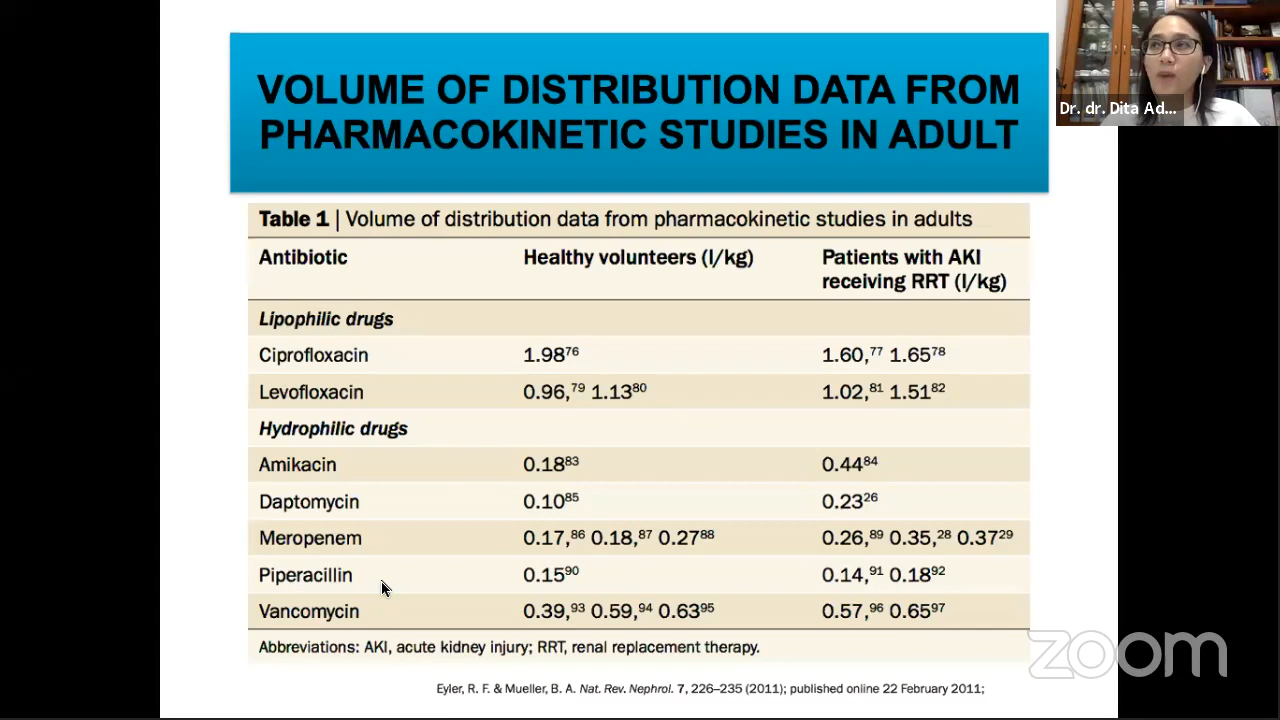 VOLUME OF DISTRIBUTION DATA FROM
PHARMACOKINETIC STUDIES IN ADULT
Dr. dr. Dita Ad...
Table 1 | Volume of distribution data from pharmacokinetic studies in adults
Antibiotic Healthy volunteers (l/kg) Patients with AKI
receiving RRT (l/kg)
Lipophilic drugs
Ciprofloxacin 1.98⁷⁶ 1.60,⁷⁷ 1.65⁷⁸
Levofloxacin 0.96,⁷⁹ 1.13⁸⁰ 1.02,⁸¹ 1.51⁸²
Hydrophilic drugs
Amikacin 0.18⁸³ 0.44⁸⁴
Daptomycin 0.10⁸⁵ 0.23²⁶
Meropenem 0.17,⁸⁶ 0.18,⁸⁷ 0.27⁸⁸ 0.26,⁸⁹ 0.35,²⁸ 0.37²⁹
Piperacillin 0.15⁹⁰ 0.14,⁹¹ 0.18⁹²
Vancomycin 0.39,⁹³ 0.59,⁹⁴ 0.63⁹⁵ 0.57,⁹⁶ 0.65⁹⁷
Abbreviations: AKI, acute kidney injury; RRT, renal replacement therapy.
zoom
Eyler, R. F. & Mueller, B. A. Nat. Rev. Nephrol. 7, 226–235 (2011); published online 22 February 2011;